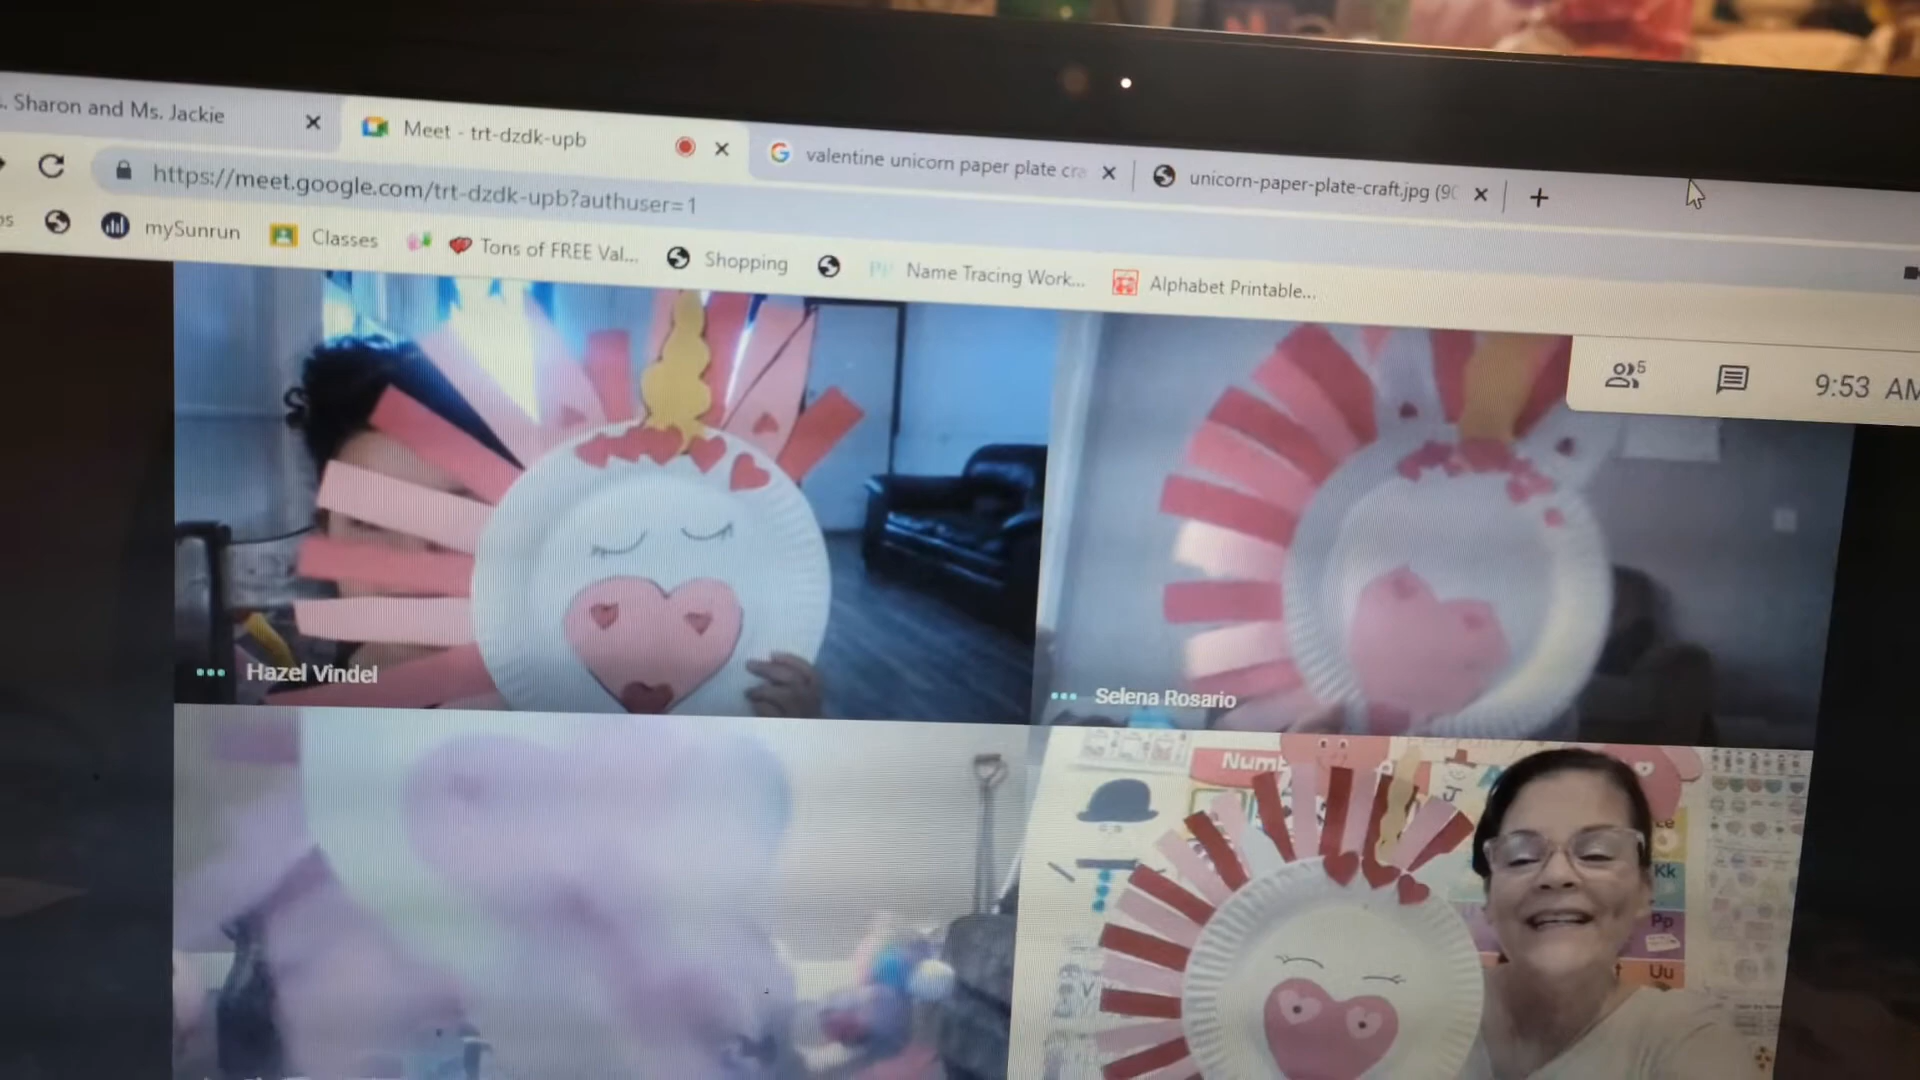 . Sharon and Ms. Jackie
Meet - trt-dzdk-upb
valentine unicorn paper plate cra
unicorn-paper-plate-craft.jpg (90
https://meet.google.com/trt-dzdk-upb?authuser=1
mySunrun
Classes
Tons of FREE Val...
Shopping
Name Tracing Work...
Alphabet Printable...
5
9:53 AM
Hazel Vindel
Selena Rosario
Num
J
Kk
Pp
Uu
V